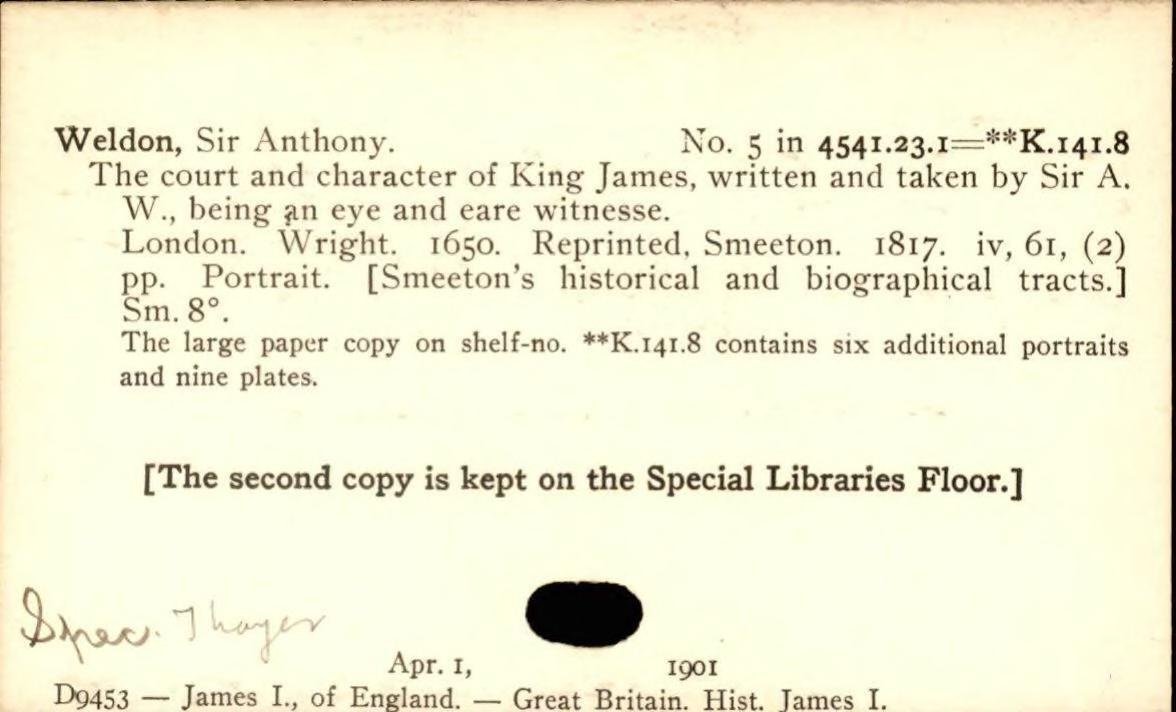 Weldon, Sir Anthony. No. 5 in 4541.23.1=**K.141.8
The court and character of King James, written and taken by Sir A.
W., being an eye and eare witnesse.
London. Wright. 1650. Reprinted, Smeeton. 1817. iv, 61, (2)
pp. Portrait. [Smeeton's historical and biographical tracts.]
Sm. 8°.
The large paper copy on shelf-no. **K.141.8 contains six additional portraits
and nine plates.
[The second copy is kept on the Special Libraries Floor.]
Spec. Thayer
Apr. 1, 1901
D9453 — James I., of England. — Great Britain. Hist. James I.